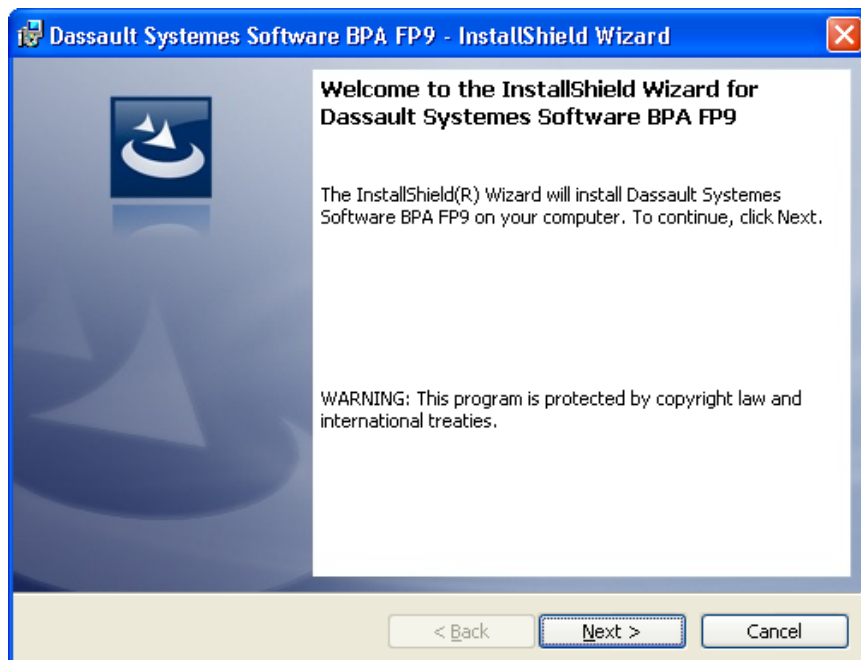 Dassault Systemes Software BPA FP9 - InstallShield Wizard
Welcome to the InstallShield Wizard for
Dassault Systemes Software BPA FP9
The InstallShield(R) Wizard will install Dassault Systemes
Software BPA FP9 on your computer. To continue, click Next.
WARNING: This program is protected by copyright law and
international treaties.
< Back Next > Cancel